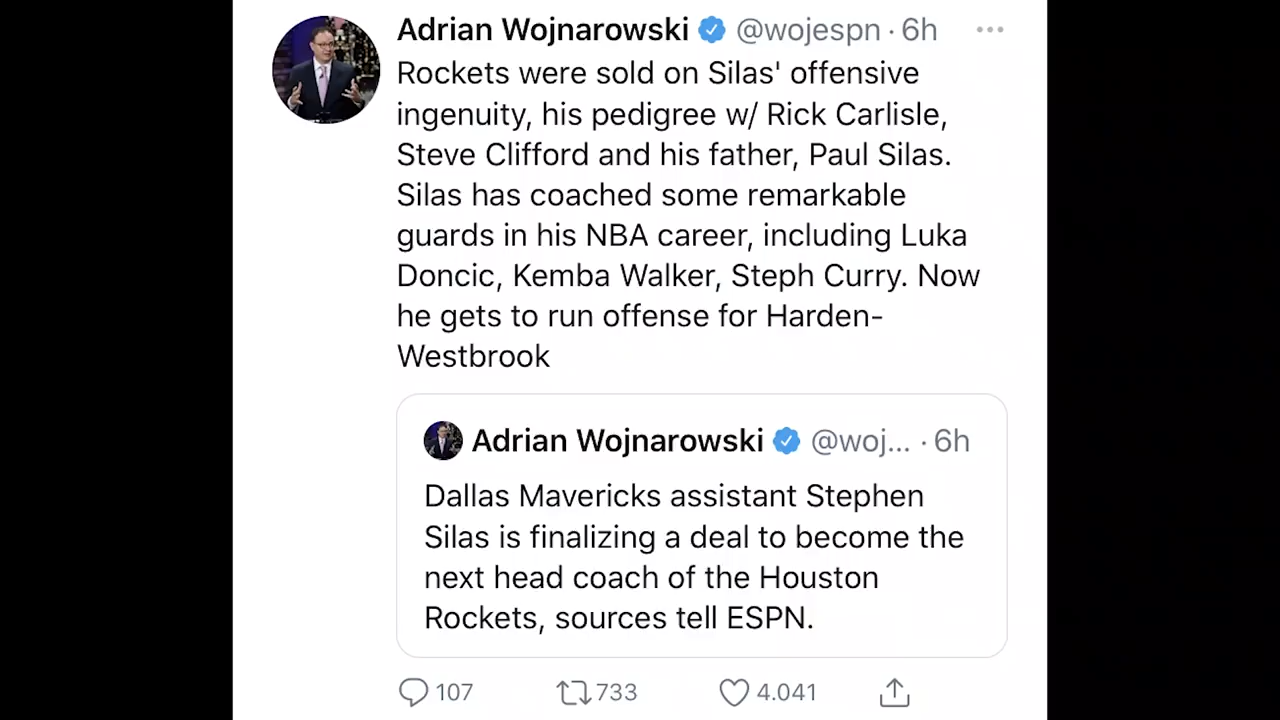 Adrian Wojnarowski @wojespn · 6h
Rockets were sold on Silas' offensive
ingenuity, his pedigree w/ Rick Carlisle,
Steve Clifford and his father, Paul Silas.
Silas has coached some remarkable
guards in his NBA career, including Luka
Doncic, Kemba Walker, Steph Curry. Now
he gets to run offense for Harden-
Westbrook
Adrian Wojnarowski @woj... · 6h
Dallas Mavericks assistant Stephen
Silas is finalizing a deal to become the
next head coach of the Houston
Rockets, sources tell ESPN.
107 733 4.041